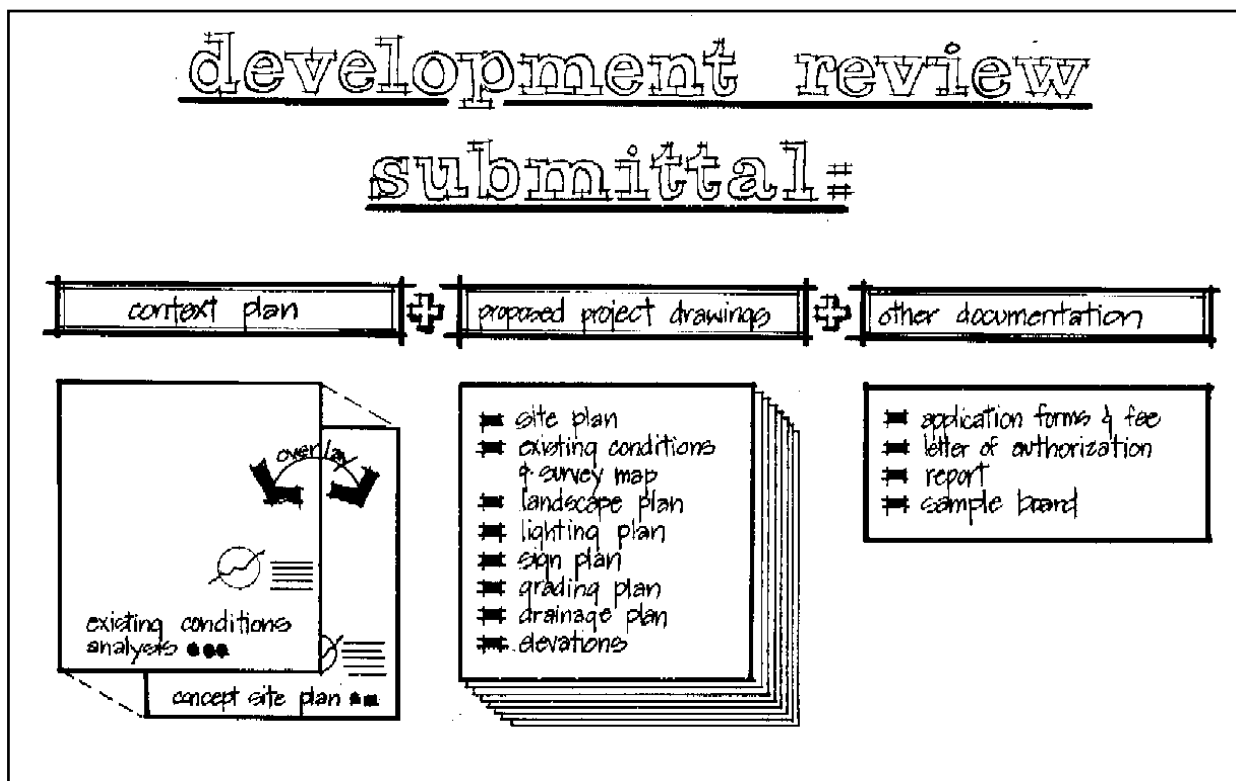 development review
submittal:
context plan
proposed project drawings
other documentation
overlay
existing conditions
analysis
concept site plan
site plan
existing conditions
& survey map
landscape plan
lighting plan
sign plan
grading plan
drainage plan
elevations
application forms & fee
letter of authorization
report
sample board